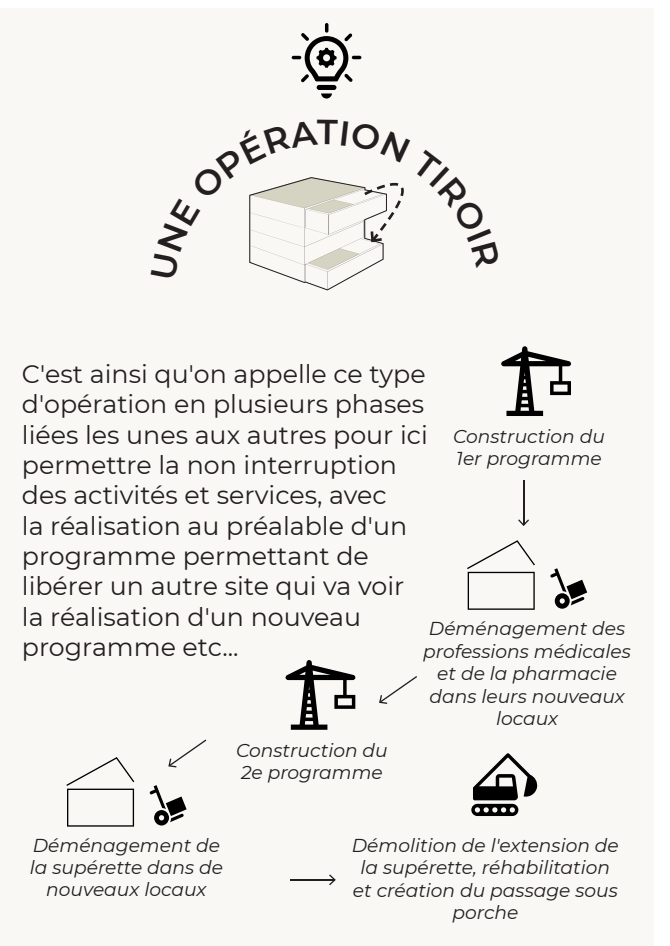 UNE OPÉRATION TIROIR
C'est ainsi qu'on appelle ce type
d'opération en plusieurs phases
liées les unes aux autres pour ici
permettre la non interruption
des activités et services, avec
la réalisation au préalable d'un
programme permettant de
libérer un autre site qui va voir
la réalisation d'un nouveau
programme etc...
Construction du
1er programme
Déménagement des
professions médicales
et de la pharmacie
dans leurs nouveaux
locaux
Construction du
2e programme
Déménagement de
la supérette dans de
nouveaux locaux
Démolition de l'extension de
la supérette, réhabilitation
et création du passage sous
porche